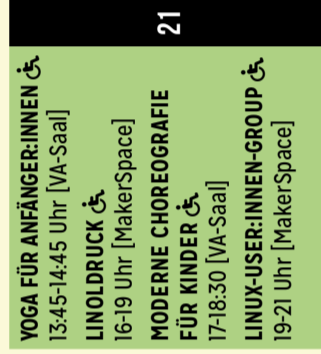 21
YOGA FÜR ANFÄNGER:INNEN
13:45-14:45 Uhr [VA-Saal]
LINOLDRUCK
16-19 Uhr [MakerSpace]
MODERNE CHOREOGRAFIE
FÜR KINDER
17-18:30 [VA-Saal]
LINUX-USER:INNEN-GROUP
19-21 Uhr [MakerSpace]